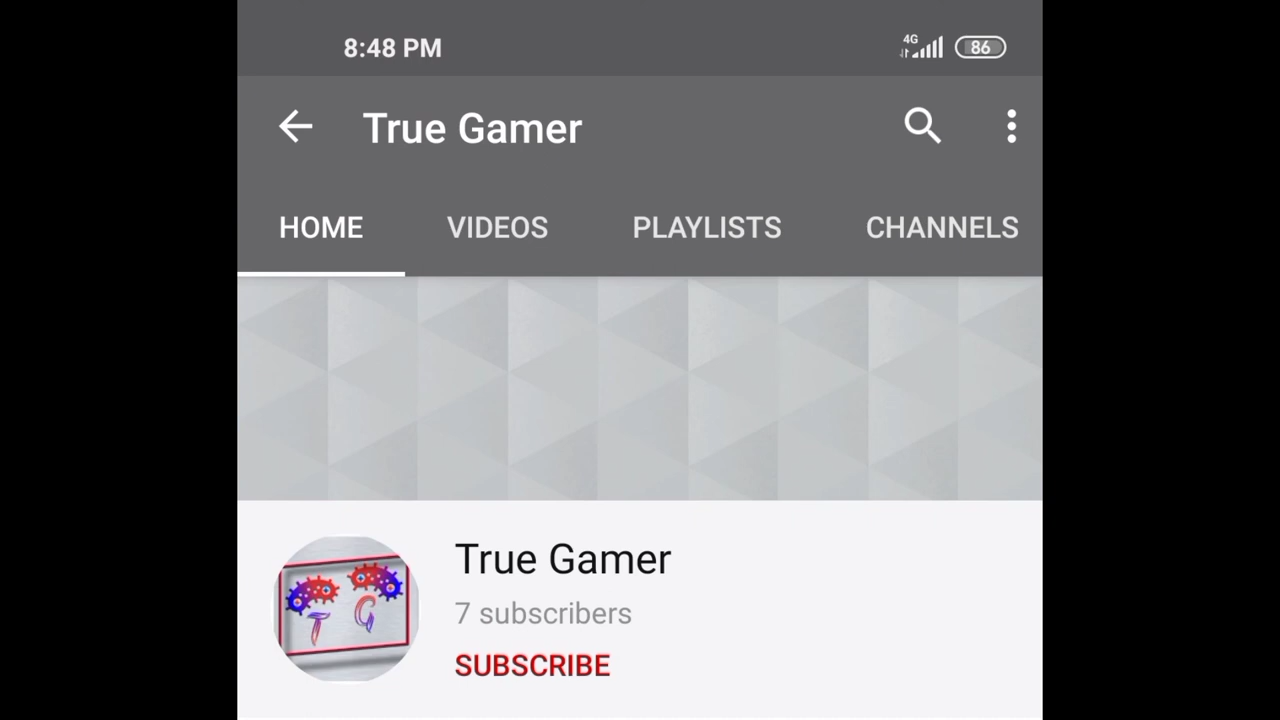 8:48 PM
4G
86
True Gamer
HOME
VIDEOS
PLAYLISTS
CHANNELS
T G
True Gamer
7 subscribers
SUBSCRIBE